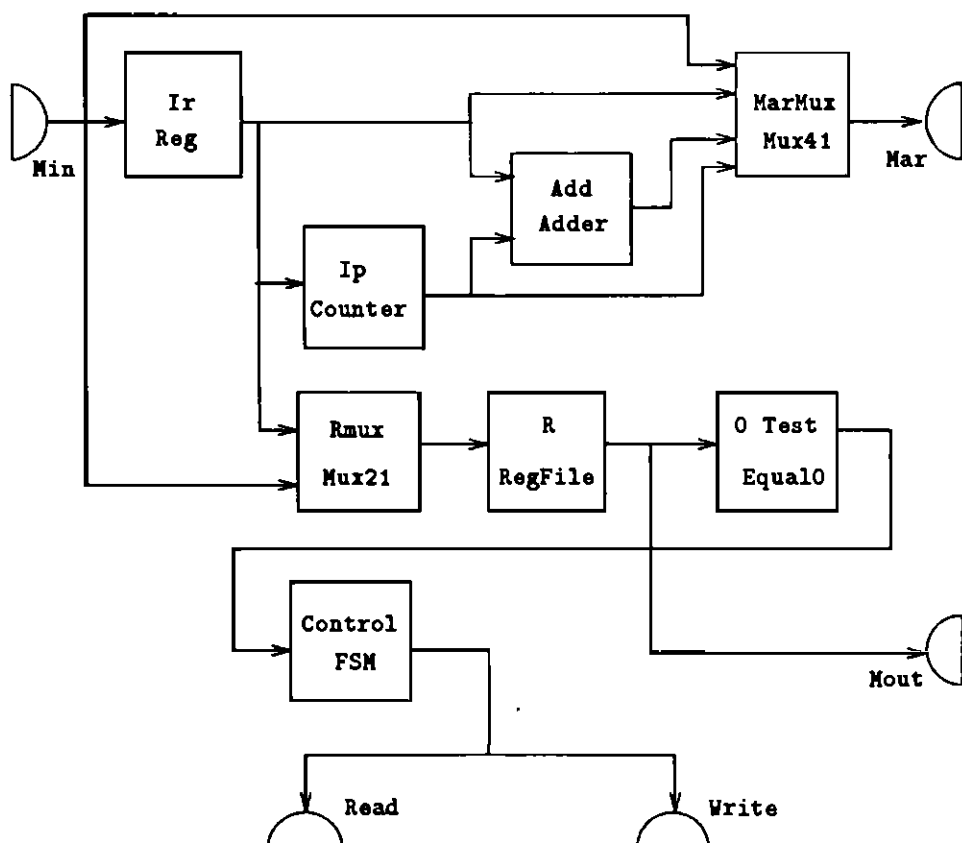 Ir
Reg
MarMux
Mux41
Min
Mar
Add
Adder
Ip
Counter
Rmux
Mux21
R
RegFile
0 Test
Equal0
Control
FSM
Mout
Read
Write